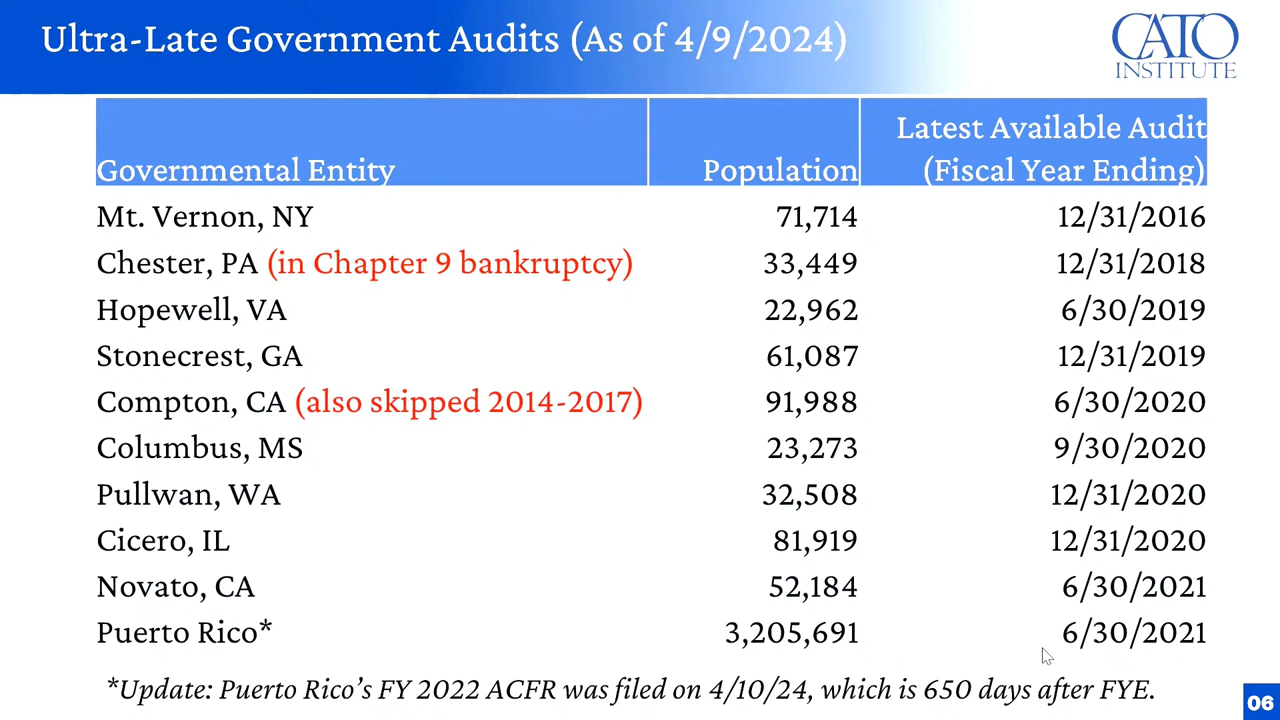 Ultra-Late Government Audits (As of 4/9/2024)
CATO
INSTITUTE
Governmental Entity Population Latest Available Audit (Fiscal Year Ending)
Mt. Vernon, NY 71,714 12/31/2016
Chester, PA (in Chapter 9 bankruptcy) 33,449 12/31/2018
Hopewell, VA 22,962 6/30/2019
Stonecrest, GA 61,087 12/31/2019
Compton, CA (also skipped 2014-2017) 91,988 6/30/2020
Columbus, MS 23,273 9/30/2020
Pullwan, WA 32,508 12/31/2020
Cicero, IL 81,919 12/31/2020
Novato, CA 52,184 6/30/2021
Puerto Rico* 3,205,691 6/30/2021
*Update: Puerto Rico’s FY 2022 ACFR was filed on 4/10/24, which is 650 days after FYE.
06